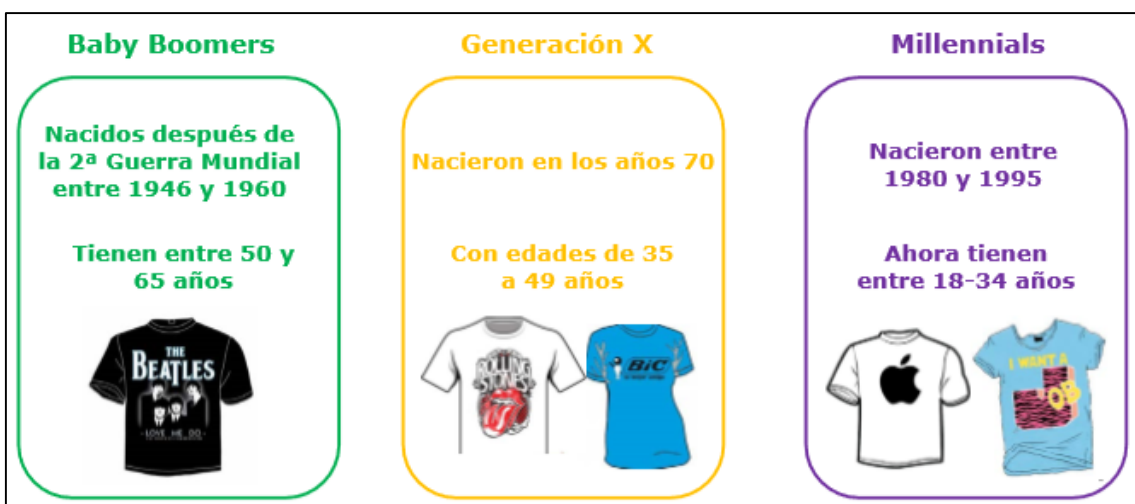 Baby Boomers
Nacidos después de
la 2ª Guerra Mundial
entre 1946 y 1960
Tienen entre 50 y
65 años
THE
BEATLES
LOVE ME DO
Generación X
Nacieron en los años 70
Con edades de 35
a 49 años
ROLLING
STONES
BIC
Millennials
Nacieron entre
1980 y 1995
Ahora tienen
entre 18-34 años
I WANT A
OB